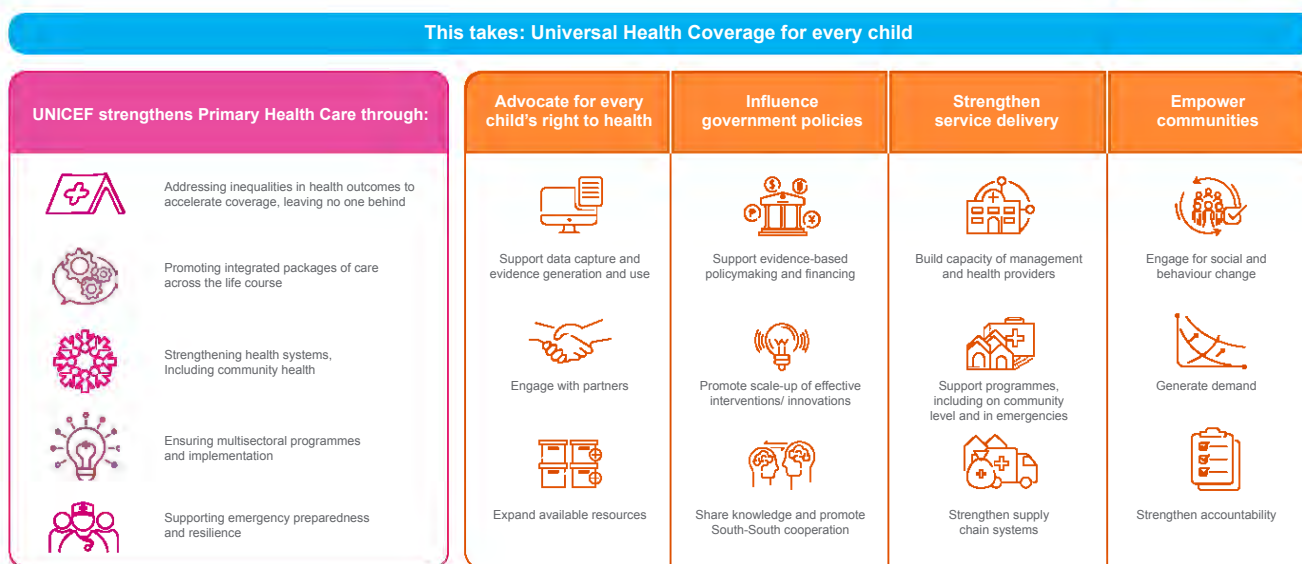 This takes: Universal Health Coverage for every child
UNICEF strengthens Primary Health Care through:
Addressing inequalities in health outcomes to
accelerate coverage, leaving no one behind
Promoting integrated packages of care
across the life course
Strengthening health systems,
Including community health
Ensuring multisectoral programmes
and implementation
Supporting emergency preparedness
and resilience
Advocate for every
child's right to health
Support data capture and
evidence generation and use
Engage with partners
Expand available resources
Influence
government policies
Support evidence-based
policymaking and financing
Promote scale-up of effective
interventions/ innovations
Share knowledge and promote
South-South cooperation
Strengthen
service delivery
Build capacity of management
and health providers
Support programmes,
including on community
level and in emergencies
Strengthen supply
chain systems
Empower
communities
Engage for social and
behaviour change
Generate demand
Strengthen accountability